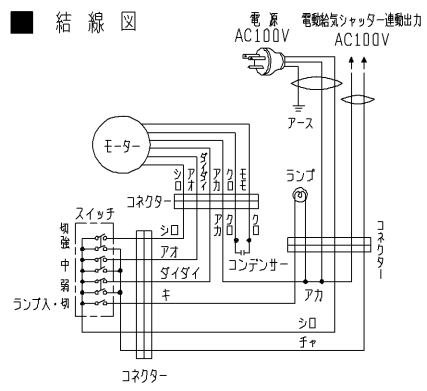 ■ 結線図
電源
AC100V
電動給気シャッター連動出力
AC100V
アース
モーター
シロ
アオ
ダイダイ
アカ
クロ
モモ
コネクター
アカ
クロ
クロ
コンデンサー
ランプ
コネクター
スイッチ
切
強
中
弱
ランプ入・切
シロ
アオ
ダイダイ
キ
アカ
シロ
チャ
コネクター